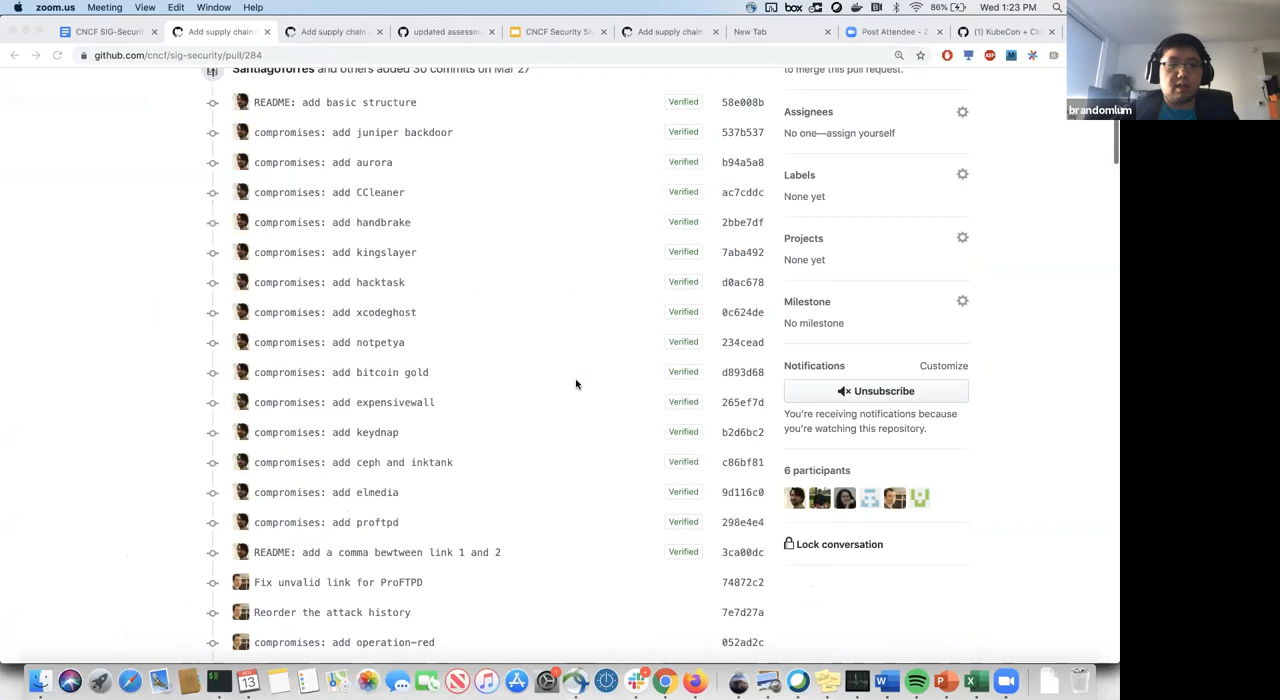 zoom.us Meeting View Edit Window Help
box 86% Wed 1:23 PM
CNCF SIG-Securi Add supply chain Add supply chain updated assessm CNCF Security SI Add supply chain New Tab Post Attendee - Z (1) KubeCon + Cl
github.com/cncf/sig-security/pull/284
ABP M
brandomlum
SantiagoTorres and others added 30 commits on Mar 27
to merge this pull request.
README: add basic structure Verified 58e008b
compromises: add juniper backdoor Verified 537b537
compromises: add aurora Verified b94a5a8
compromises: add CCleaner Verified ac7cddc
compromises: add handbrake Verified 2bbe7df
compromises: add kingslayer Verified 7aba492
compromises: add hacktask Verified d0ac678
compromises: add xcodeghost Verified 0c624de
compromises: add notpetya Verified 234cead
compromises: add bitcoin gold Verified d893d68
compromises: add expensivewall Verified 265ef7d
compromises: add keydnap Verified b2d6bc2
compromises: add ceph and inktank Verified c86bf81
compromises: add elmedia Verified 9d116c0
compromises: add proftpd Verified 298e4e4
README: add a comma bewtween link 1 and 2 Verified 3ca00dc
Fix unvalid link for ProFTPD 74872c2
Reorder the attack history 7e7d27a
compromises: add operation-red 052ad2c
Assignees
No one—assign yourself
Labels
None yet
Projects
None yet
Milestone
No milestone
Notifications Customize
Unsubscribe
You're receiving notifications because
you're watching this repository.
6 participants
Lock conversation
13